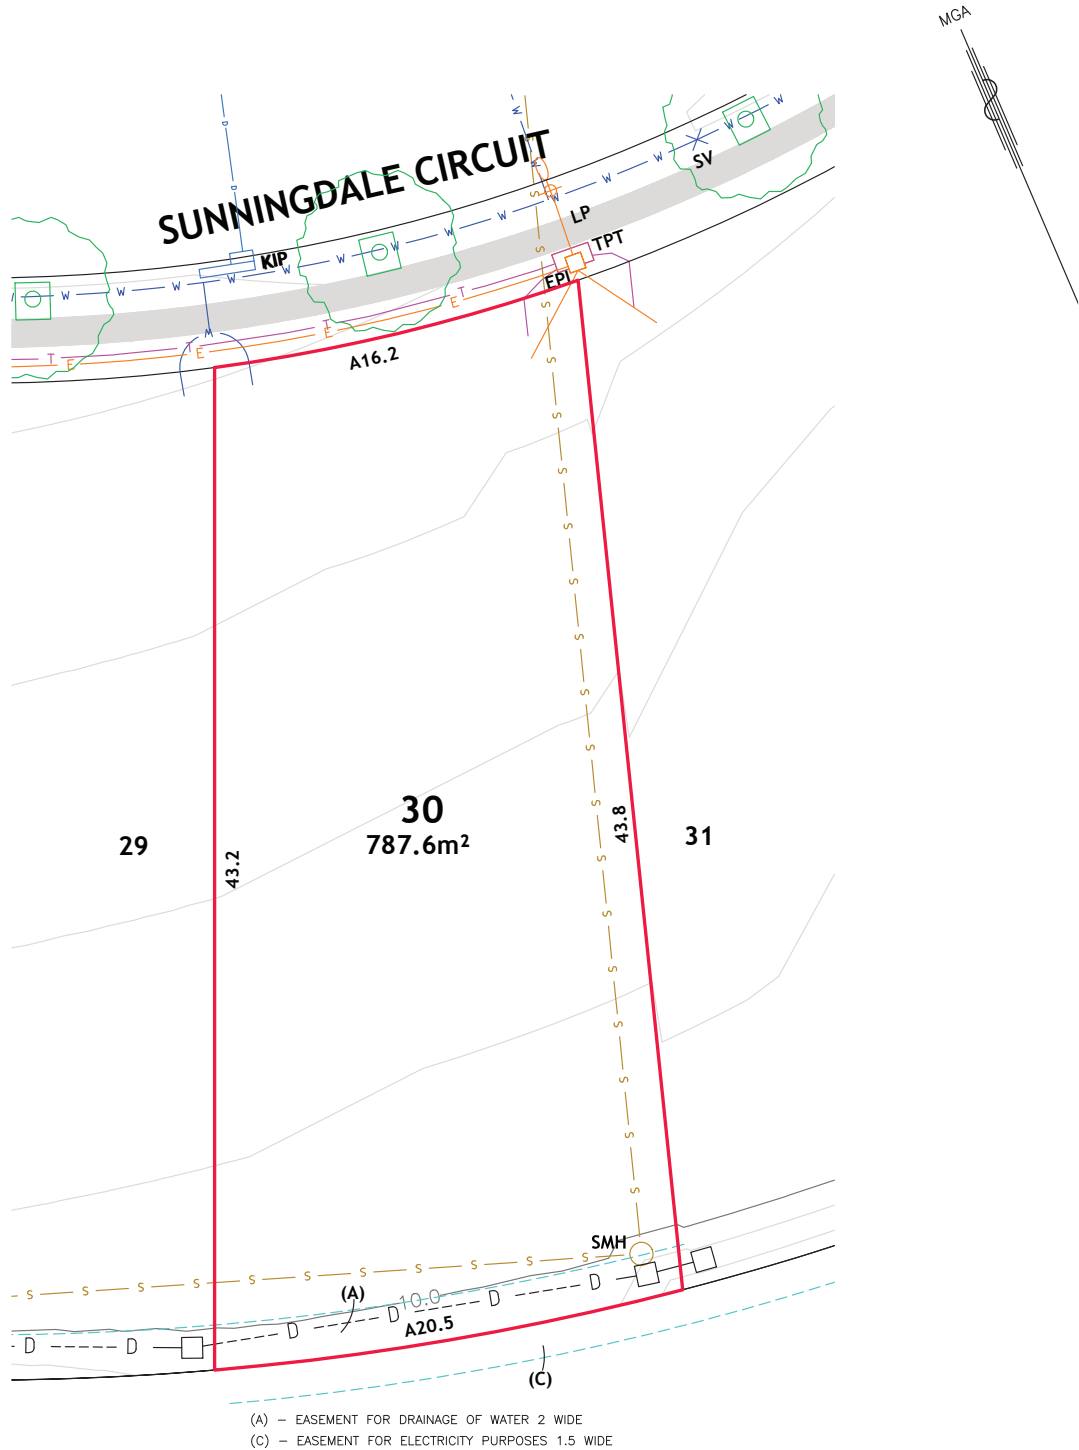 MGA
SUNNINGDALE CIRCUIT
SV
LP
TPT
KIP
EPI
A16.2
30
787.6m²
29
31
43.2
43.8
SMH
(A)
10.0
A20.5
(C)
(A) – EASEMENT FOR DRAINAGE OF WATER 2 WIDE
(C) – EASEMENT FOR ELECTRICITY PURPOSES 1.5 WIDE